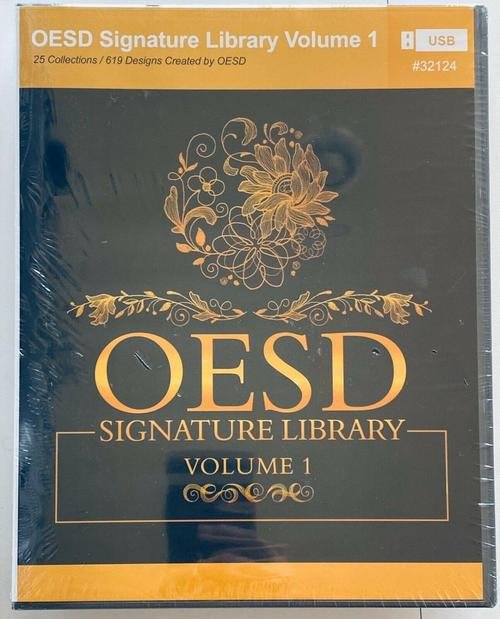 OESD Signature Library Volume 1
USB
25 Collections / 619 Designs Created by OESD
#32124
OESD
SIGNATURE LIBRARY
VOLUME 1